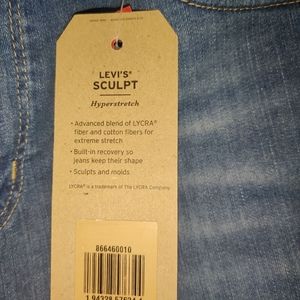 LEVI'S®
SCULPT
Hyperstretch
• Advanced blend of LYCRA®
fiber and cotton fibers for
extreme stretch
• Built-in recovery so
jeans keep their shape
• Sculpts and molds
LYCRA® is a trademark of The LYCRA Company
866460010